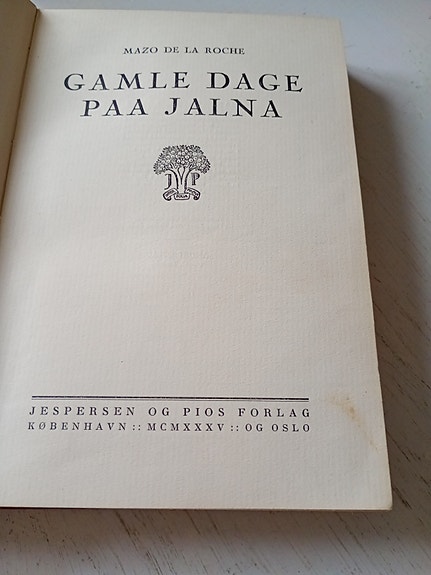 MAZO DE LA ROCHE
GAMLE DAGE
PAA JALNA
J P
JESPERSEN OG PIOS FORLAG
KØBENHAVN :: MCMXXXV :: OG OSLO